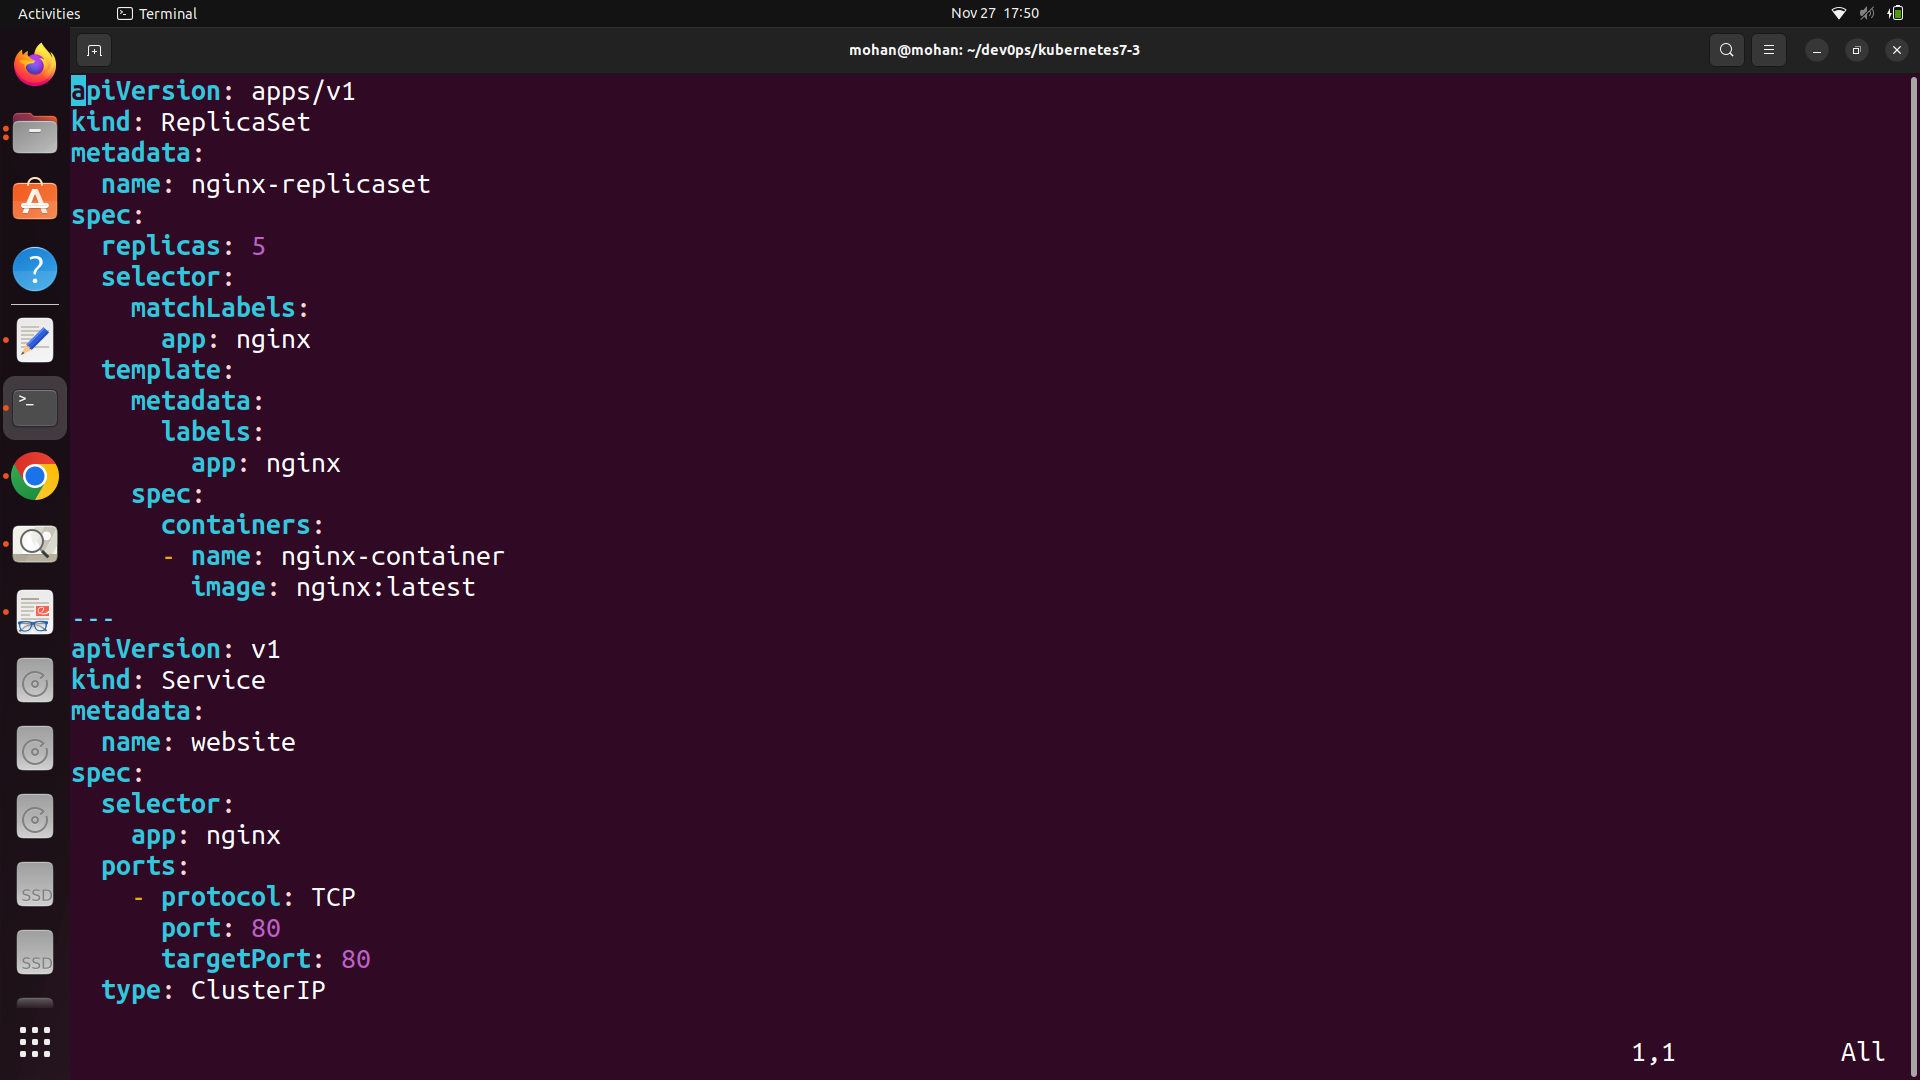 Activities Terminal Nov 27 17:50
mohan@mohan: ~/dev0ps/kubernetes7-3
apiVersion: apps/v1
kind: ReplicaSet
metadata:
  name: nginx-replicaset
spec:
  replicas: 5
  selector:
    matchLabels:
      app: nginx
  template:
    metadata:
      labels:
        app: nginx
    spec:
      containers:
      - name: nginx-container
        image: nginx:latest
---
apiVersion: v1
kind: Service
metadata:
  name: website
spec:
  selector:
    app: nginx
  ports:
    - protocol: TCP
      port: 80
      targetPort: 80
  type: ClusterIP
SSD
SSD
1,1 All